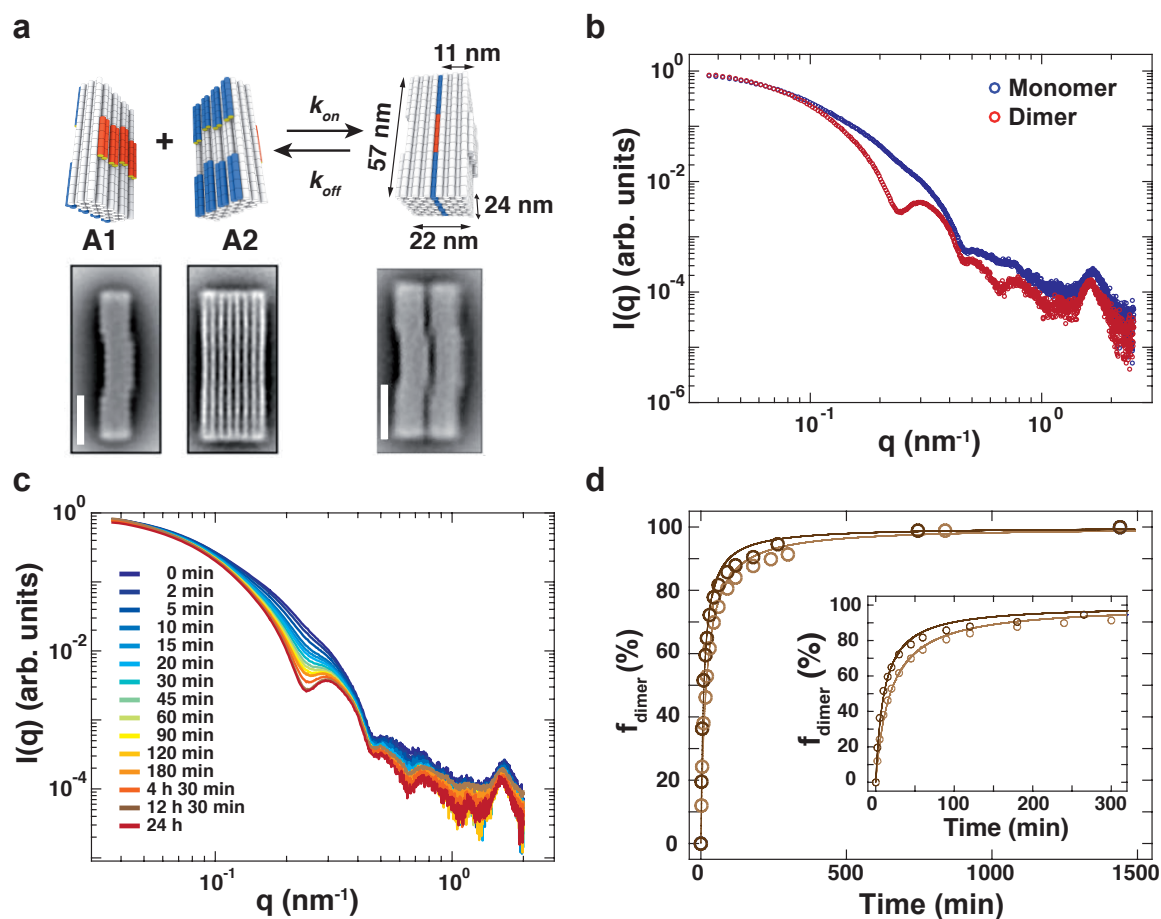 a
11 nm
57 nm
24 nm
22 nm
A1
+
A2
k_on
k_off
b
I(q) (arb. units)
10^0
10^-2
10^-4
10^-6
Monomer
Dimer
10^-1
10^0
q (nm^-1)
c
I(q) (arb. units)
10^0
10^-2
10^-4
0 min
2 min
5 min
10 min
15 min
20 min
30 min
45 min
60 min
90 min
120 min
180 min
4 h 30 min
12 h 30 min
24 h
10^-1
10^0
q (nm^-1)
d
f_dimer (%)
100
80
60
40
20
0
0
500
1000
1500
Time (min)
f_dimer (%)
80
60
40
20
0
0
100
200
300
Time (min)